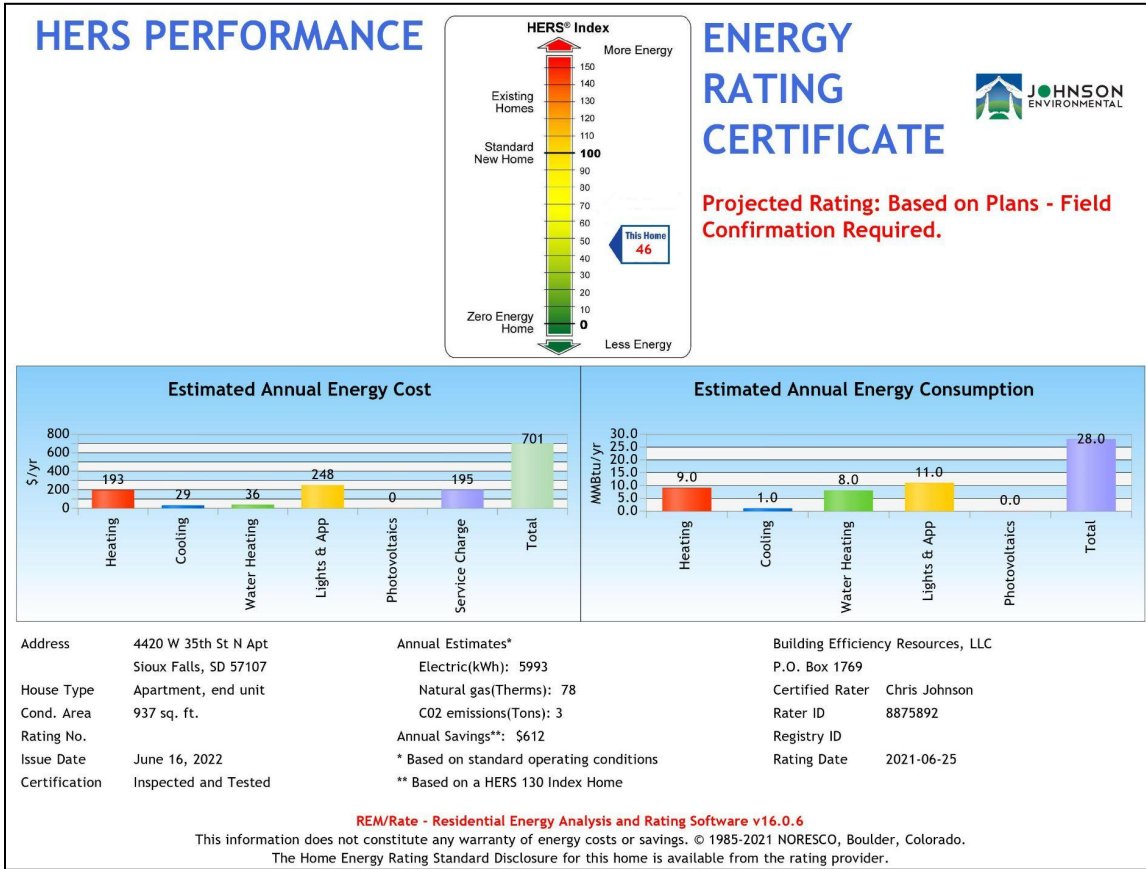 HERS PERFORMANCE
HERS® Index
More Energy
150
140
Existing
Homes
130
120
110
Standard
New Home
100
90
80
70
60
50
This Home
46
40
30
20
10
Zero Energy
Home
0
Less Energy
ENERGY
RATING
CERTIFICATE
JOHNSON
ENVIRONMENTAL
Projected Rating: Based on Plans - Field
Confirmation Required.
Estimated Annual Energy Cost
$/yr
800
600
400
200
0
193
29
36
248
0
195
701
Heating
Cooling
Water Heating
Lights & App
Photovoltaics
Service Charge
Total
Estimated Annual Energy Consumption
MMBtu/yr
30.0
25.0
20.0
15.0
10.0
5.0
0.0
9.0
1.0
8.0
11.0
0.0
28.0
Heating
Cooling
Water Heating
Lights & App
Photovoltaics
Total
Address 4420 W 35th St N Apt
Sioux Falls, SD 57107
House Type Apartment, end unit
Cond. Area 937 sq. ft.
Rating No.
Issue Date June 16, 2022
Certification Inspected and Tested
Annual Estimates*
Electric(kWh): 5993
Natural gas(Therms): 78
C02 emissions(Tons): 3
Annual Savings**: $612
* Based on standard operating conditions
** Based on a HERS 130 Index Home
Building Efficiency Resources, LLC
P.O. Box 1769
Certified Rater Chris Johnson
Rater ID 8875892
Registry ID
Rating Date 2021-06-25
REM/Rate - Residential Energy Analysis and Rating Software v16.0.6
This information does not constitute any warranty of energy costs or savings. © 1985-2021 NORESCO, Boulder, Colorado.
The Home Energy Rating Standard Disclosure for this home is available from the rating provider.